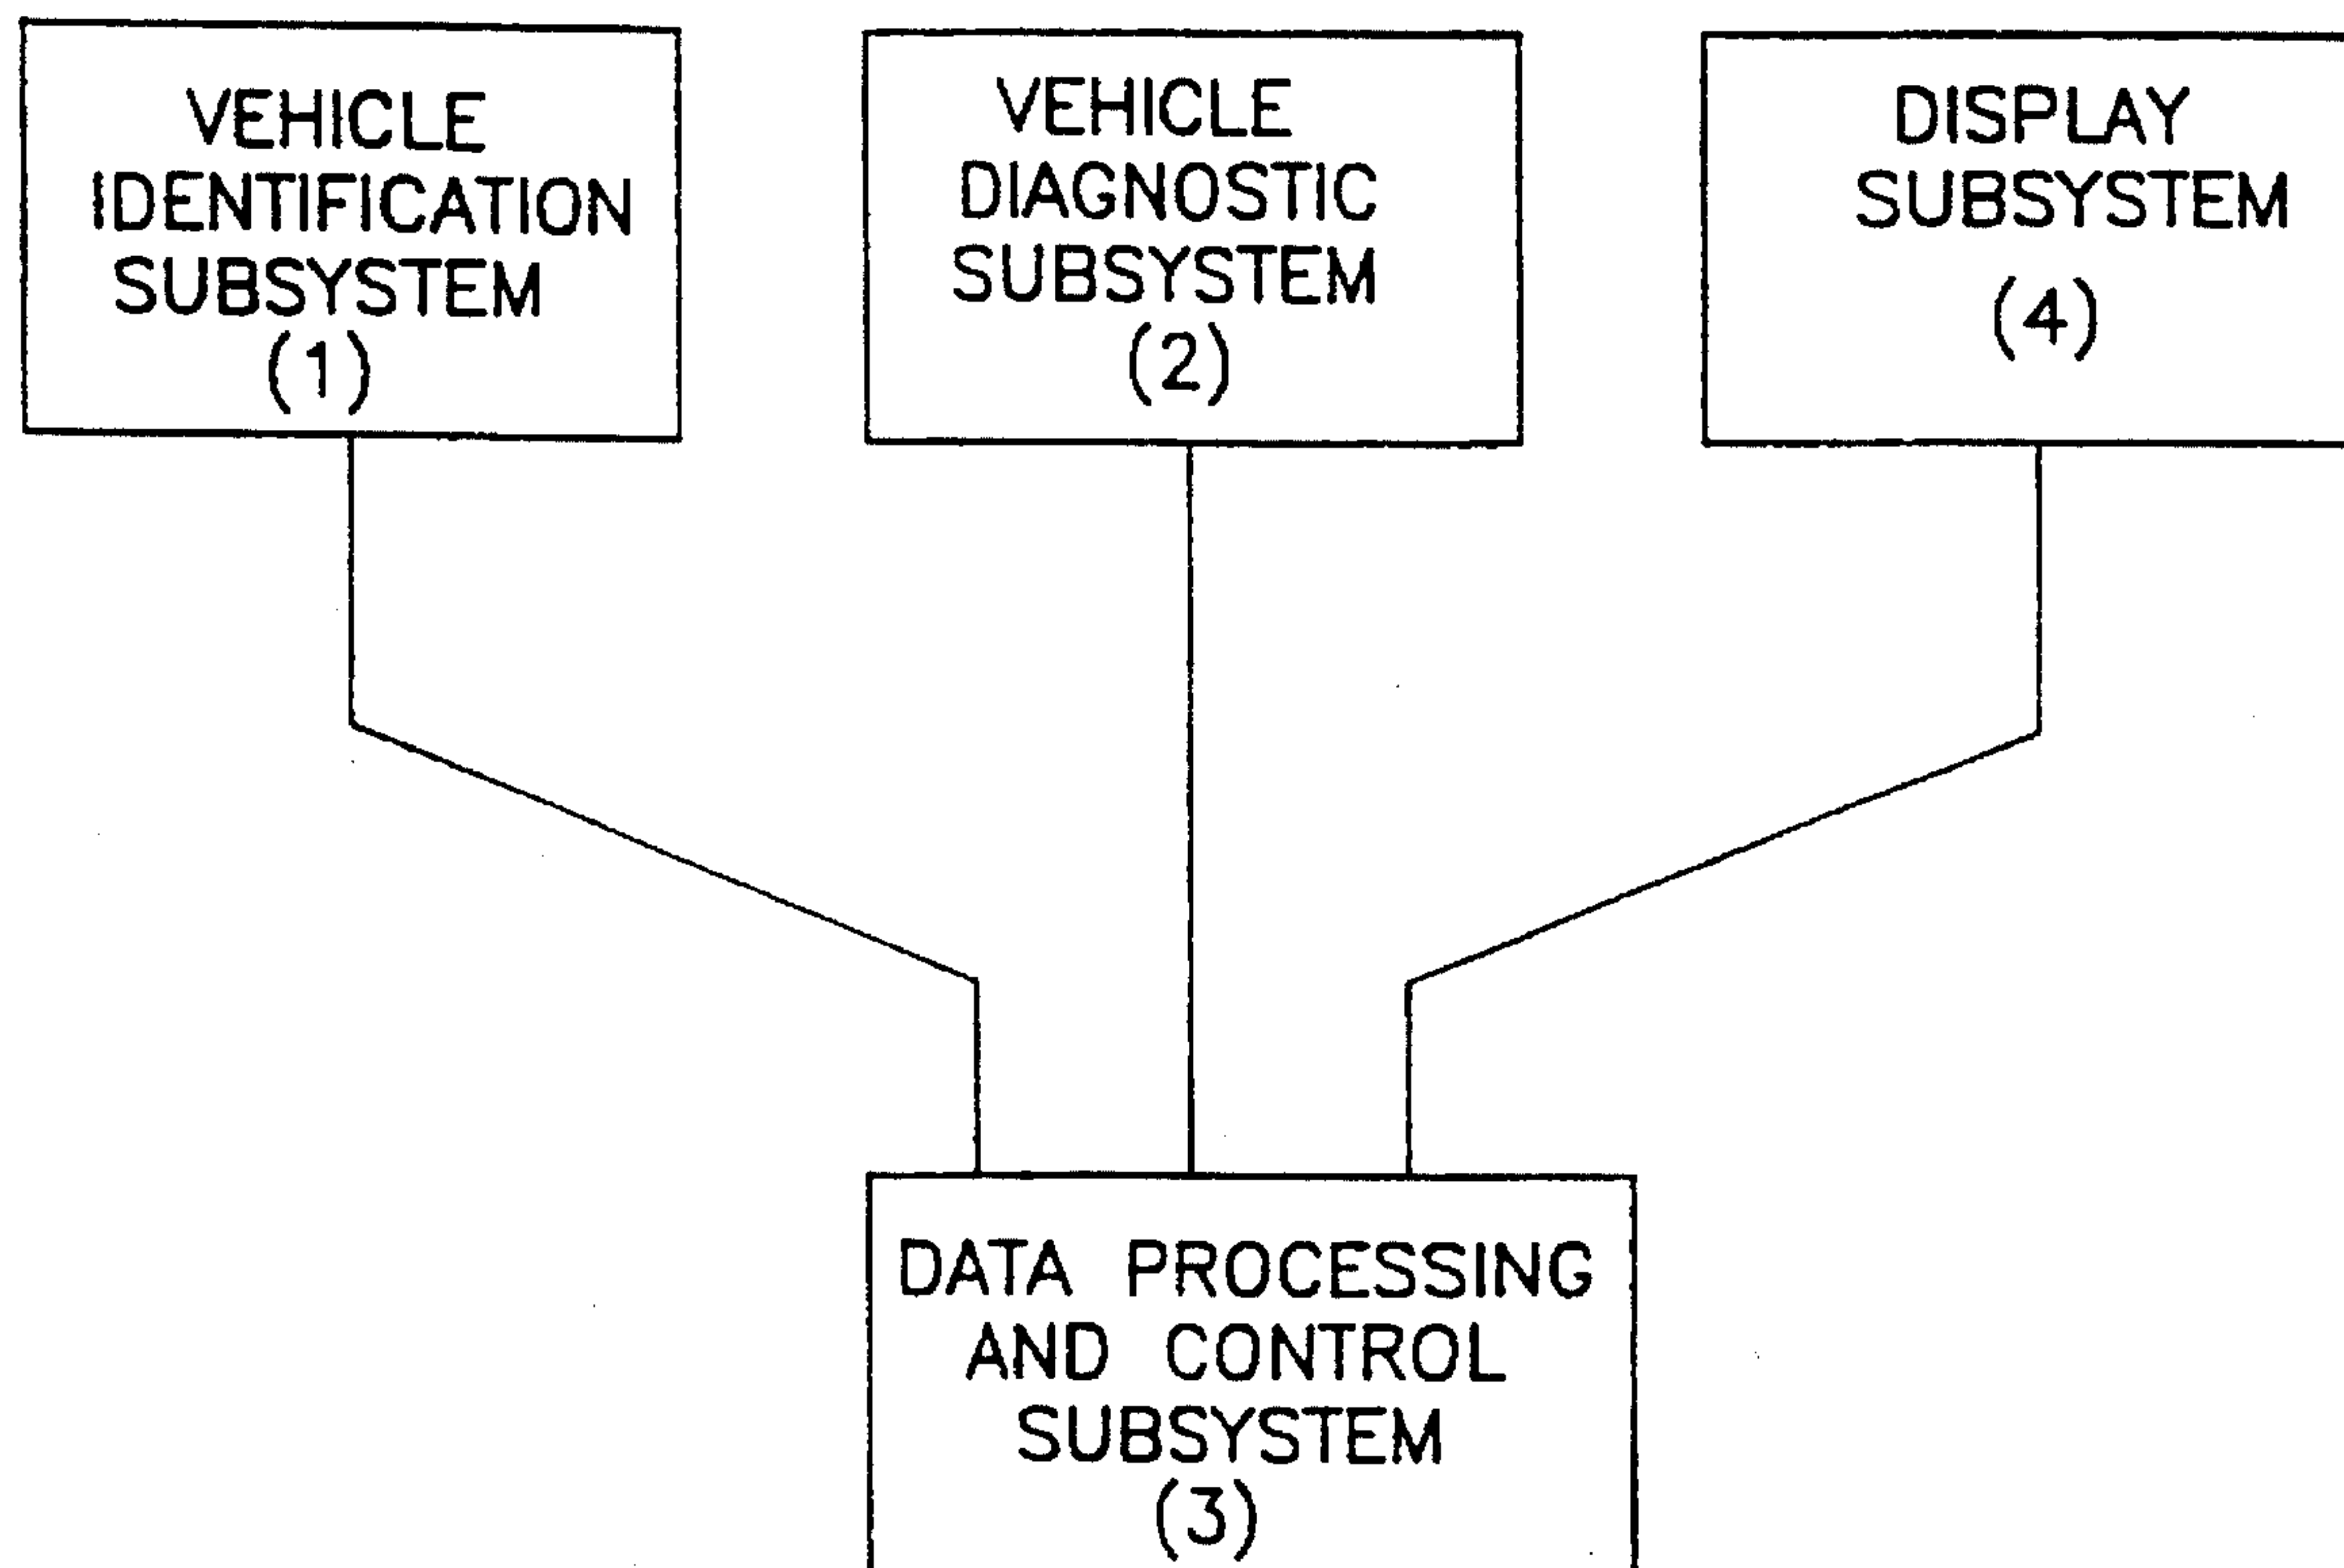 VEHICLE
IDENTIFICATION
SUBSYSTEM
(1)
VEHICLE
DIAGNOSTIC
SUBSYSTEM
(2)
DISPLAY
SUBSYSTEM
(4)
DATA PROCESSING
AND CONTROL
SUBSYSTEM
(3)